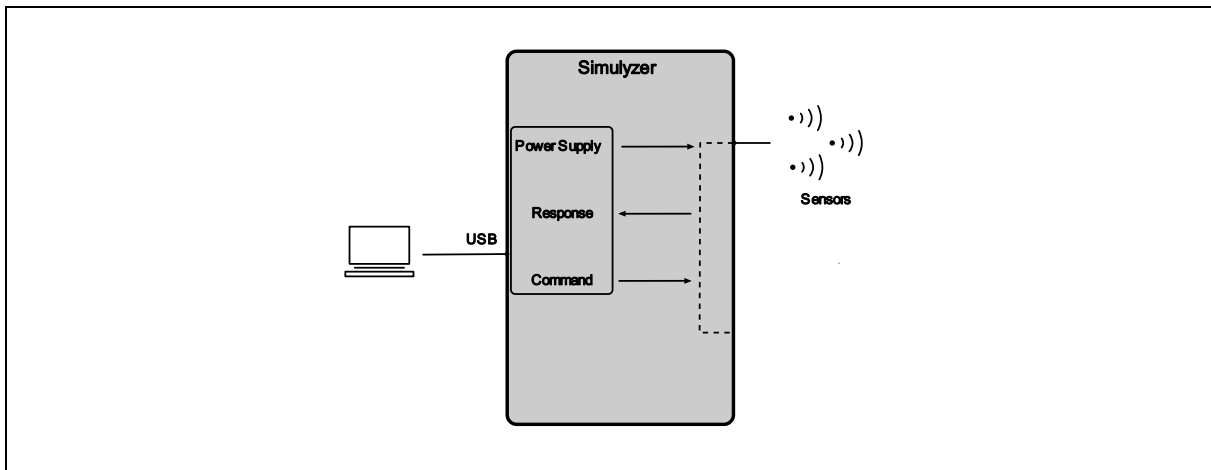 Simulyzer
Power Supply
Response
Command
USB
Sensors